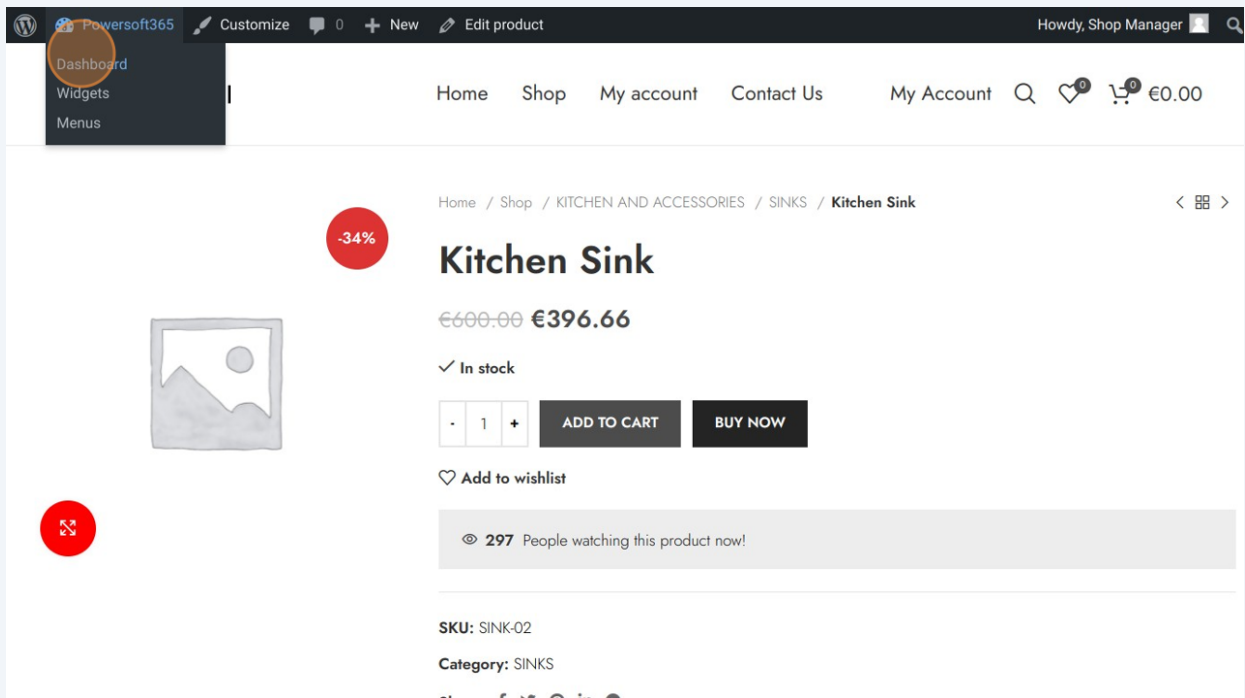 Powersoft365 Customize 0 New Edit product Howdy, Shop Manager
Dashboard
Widgets
Menus
Home Shop My account Contact Us My Account 0 0 €0.00
Home / Shop / KITCHEN AND ACCESSORIES / SINKS / Kitchen Sink
-34%
Kitchen Sink
€600.00 €396.66
In stock
- 1 + ADD TO CART BUY NOW
Add to wishlist
297 People watching this product now!
SKU: SINK-02
Category: SINKS